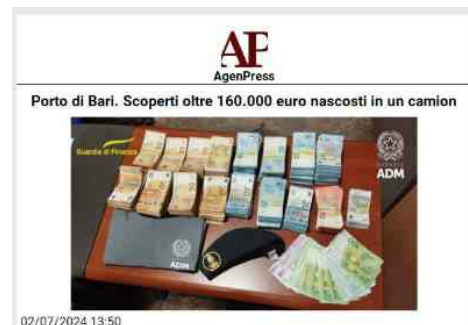 AP
AgenPress
Porto di Bari. Scoperti oltre 160.000 euro nascosti in un camion
Guardia di Finanza
ADM
ADM
02/07/2024 13:50